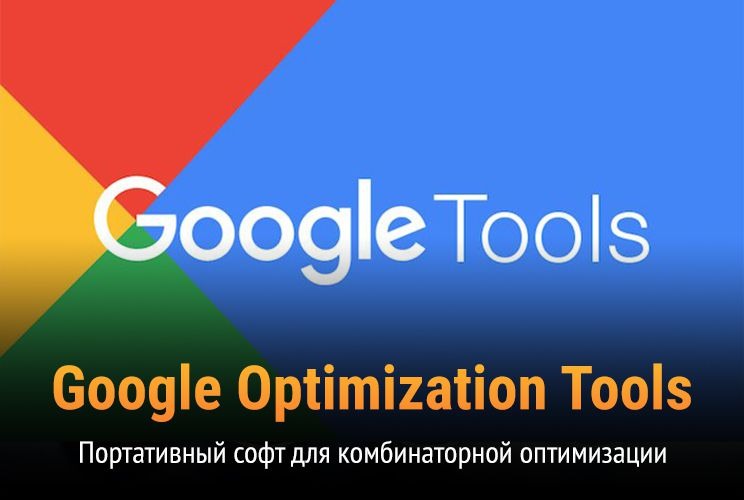 Google Tools
Google Optimization Tools
Портативный софт для комбинаторной оптимизации